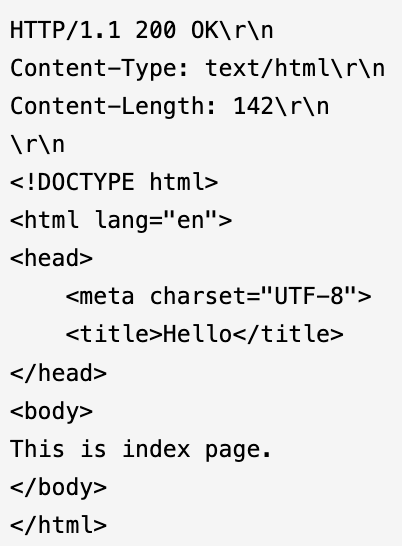 HTTP/1.1 200 OK\r\n
Content-Type: text/html\r\n
Content-Length: 142\r\n
\r\n
<!DOCTYPE html>
<html lang="en">
<head>
    <meta charset="UTF-8">
    <title>Hello</title>
</head>
<body>
This is index page.
</body>
</html>